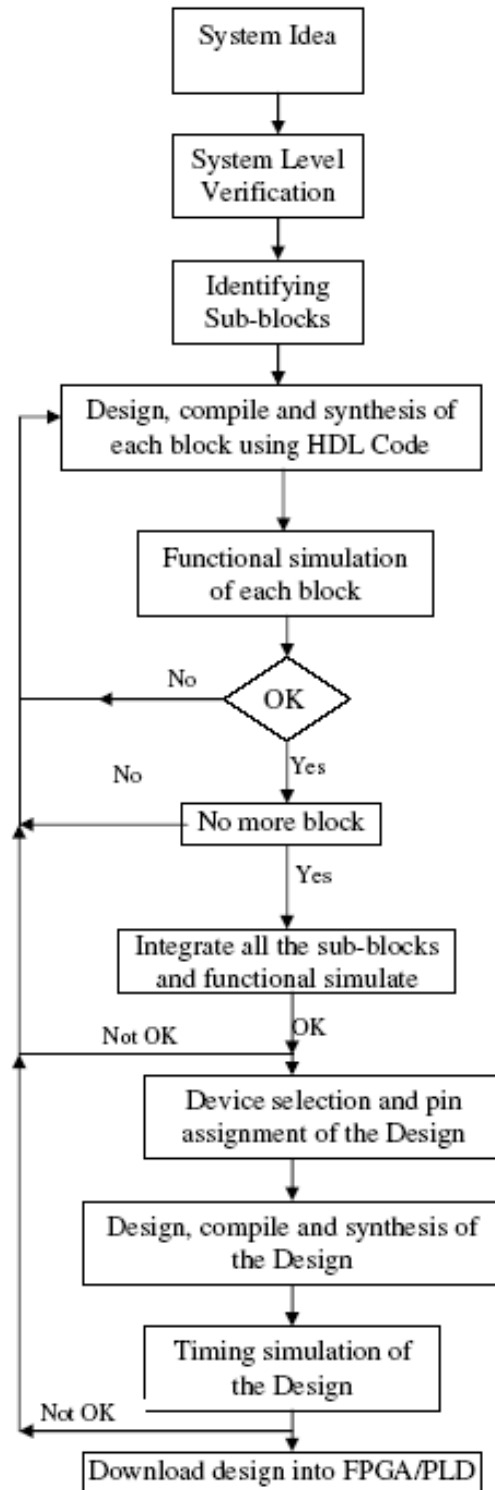 System Idea
System Level
Verification
Identifying
Sub-blocks
Design, compile and synthesis of
each block using HDL Code
Functional simulation
of each block
No
OK
Yes
No
No more block
Yes
Integrate all the sub-blocks
and functional simulate
OK
Not OK
Device selection and pin
assignment of the Design
Design, compile and synthesis of
the Design
Timing simulation of
the Design
Not OK
Download design into FPGA/PLD